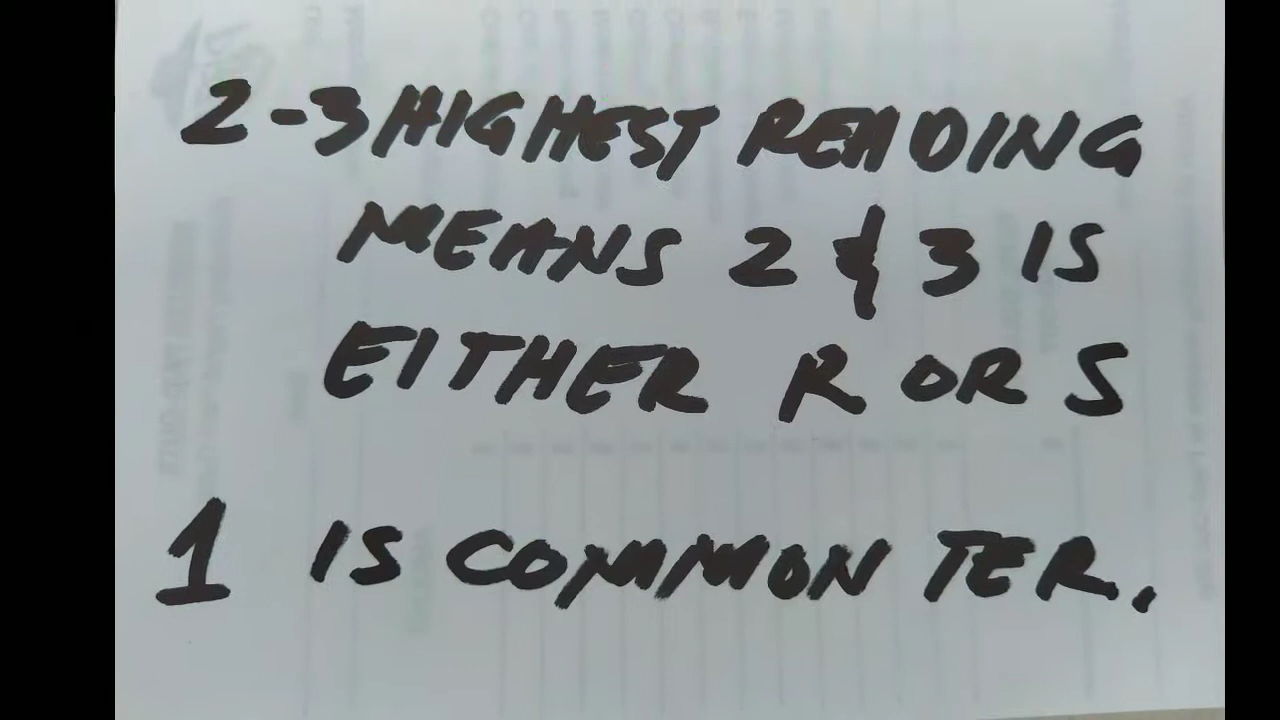 2-3 HIGHEST READING
MEANS 2 & 3 IS
EITHER R OR S
1 IS COMMON TER.